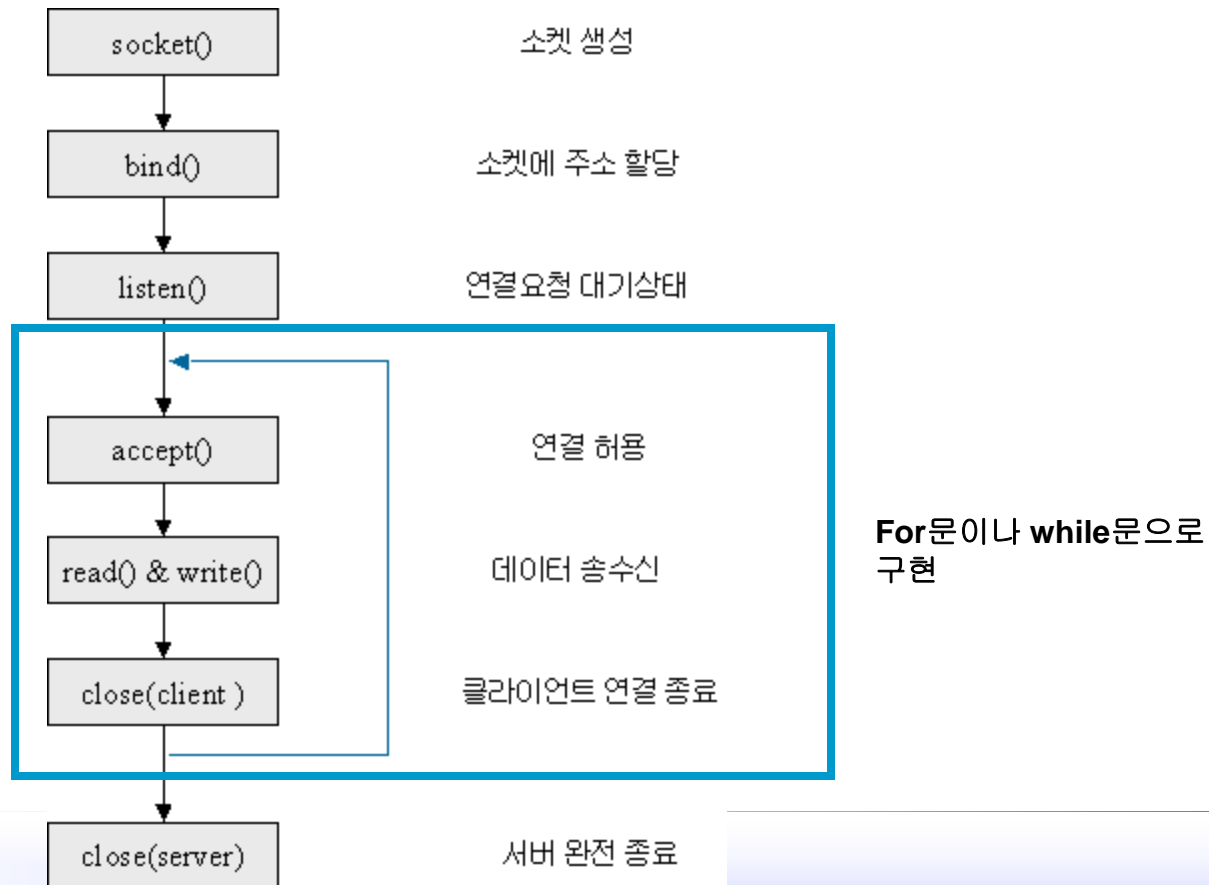 socket() 소켓 생성
bind() 소켓에 주소 할당
listen() 연결요청 대기상태
accept() 연결 허용
For문이나 while문으로
구현
read() & write() 데이터 송수신
close(client ) 클라이언트 연결 종료
close(server) 서버 완전 종료